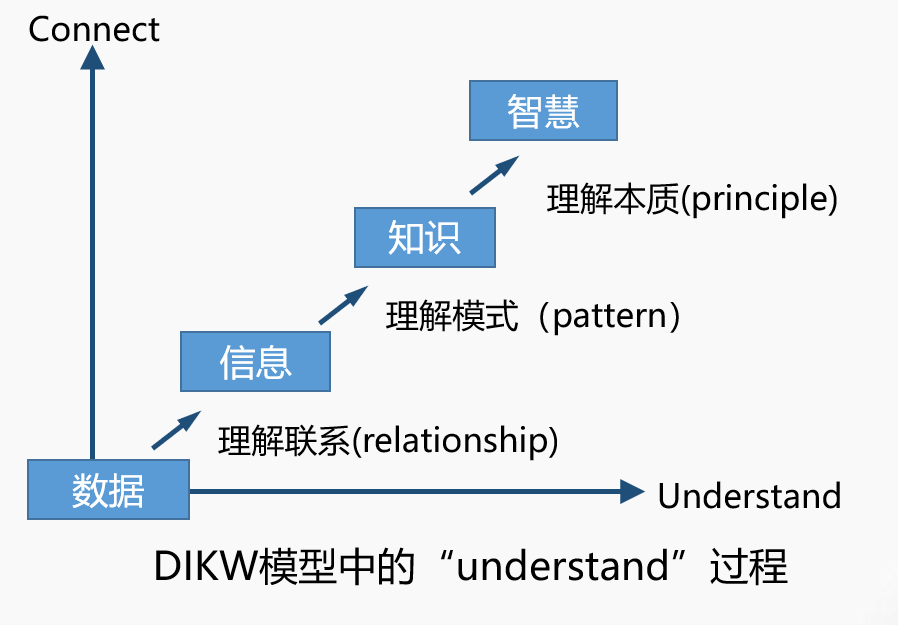 Connect
智慧
理解本质(principle)
知识
理解模式（pattern）
信息
理解联系(relationship)
数据
Understand
DIKW模型中的“understand”过程